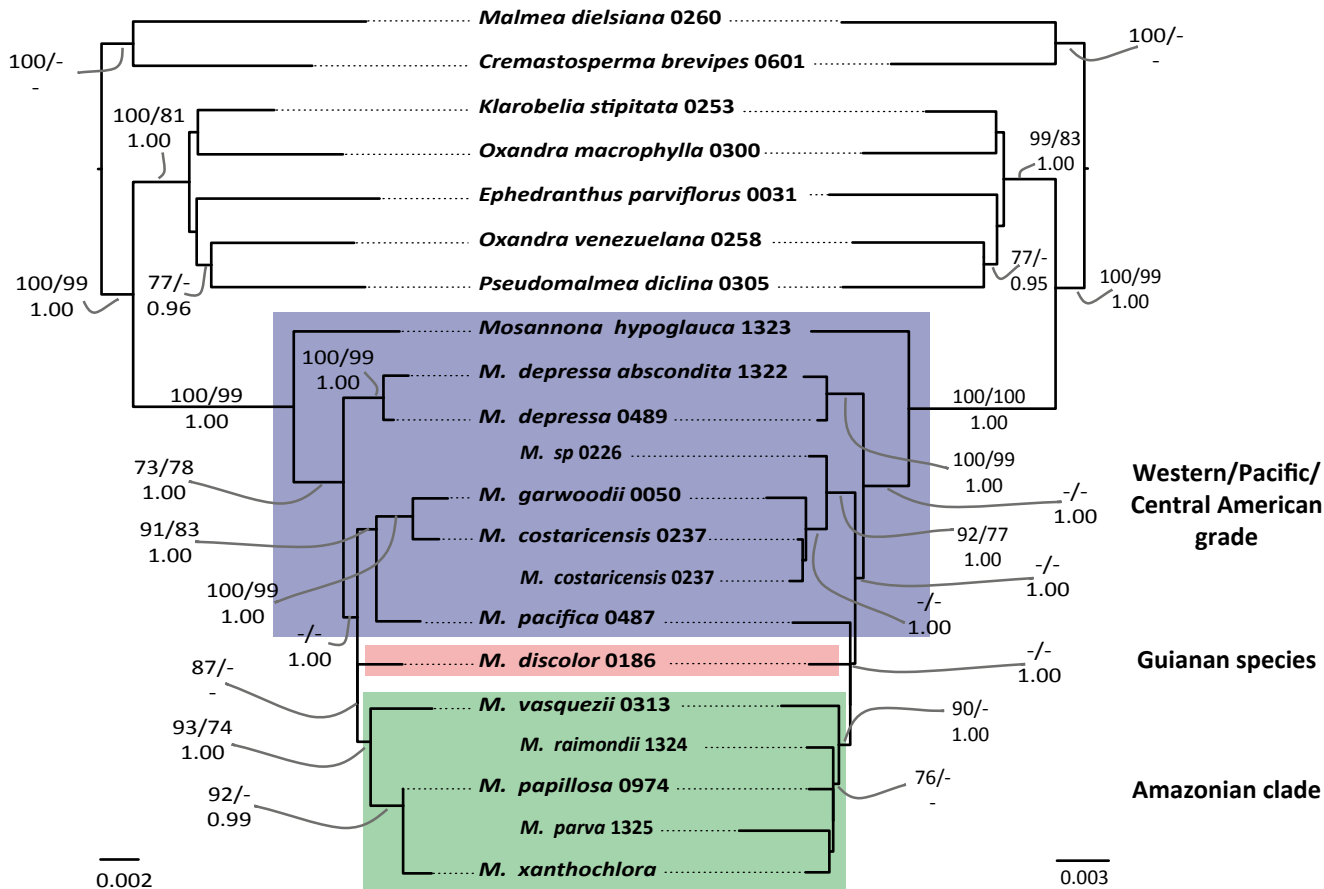 Malmea dielsiana 0260
100/-
-
100/-
-
Cremastosperma brevipes 0601
Klarobelia stipitata 0253
100/81
1.00
99/83
1.00
Oxandra macrophylla 0300
Ephedranthus parviflorus 0031
Oxandra venezuelana 0258
77/-
0.96
77/-
0.95
100/99
1.00
100/99
1.00
Pseudomalmea diclina 0305
Mosannona hypoglauca 1323
100/99
1.00
M. depressa abscondita 1322
100/99
1.00
100/100
1.00
M. depressa 0489
M. sp 0226
73/78
1.00
100/99
1.00
M. garwoodii 0050
-/-
1.00
Western/Pacific/
Central American
grade
91/83
1.00
M. costaricensis 0237
92/77
1.00
100/99
1.00
M. costaricensis 0237
-/-
1.00
-/-
1.00
M. pacifica 0487
-/-
1.00
M. discolor 0186
-/-
1.00
Guianan species
87/-
-
M. vasquezii 0313
90/-
1.00
93/74
1.00
M. raimondii 1324
M. papillosa 0974
76/-
-
Amazonian clade
92/-
0.99
M. parva 1325
M. xanthochlora
0.002
0.003